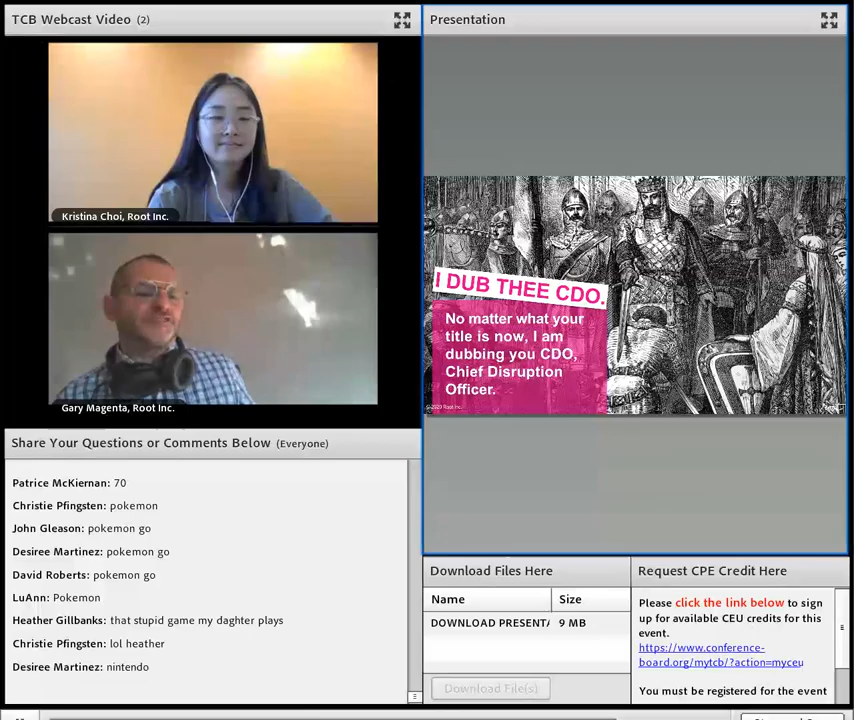 TCB Webcast Video (2)
Kristina Choi, Root Inc.
Gary Magenta, Root Inc.
Share Your Questions or Comments Below (Everyone)
Patrice McKiernan: 70
Christie Pfingsten: pokemon
John Gleason: pokemon go
Desiree Martinez: pokemon go
David Roberts: pokemon go
LuAnn: Pokemon
Heather Gillbanks: that stupid game my daghter plays
Christie Pfingsten: lol heather
Desiree Martinez: nintendo
Presentation
I DUB THEE CDO.
No matter what your
title is now, I am
dubbing you CDO,
Chief Disruption
Officer.
Download Files Here
Name Size
DOWNLOAD PRESENTA 9 MB
Download File(s)
Request CPE Credit Here
Please click the link below to sign
up for available CEU credits for this
event.
https://www.conference-
board.org/mytcb/?action=myceu
You must be registered for the event